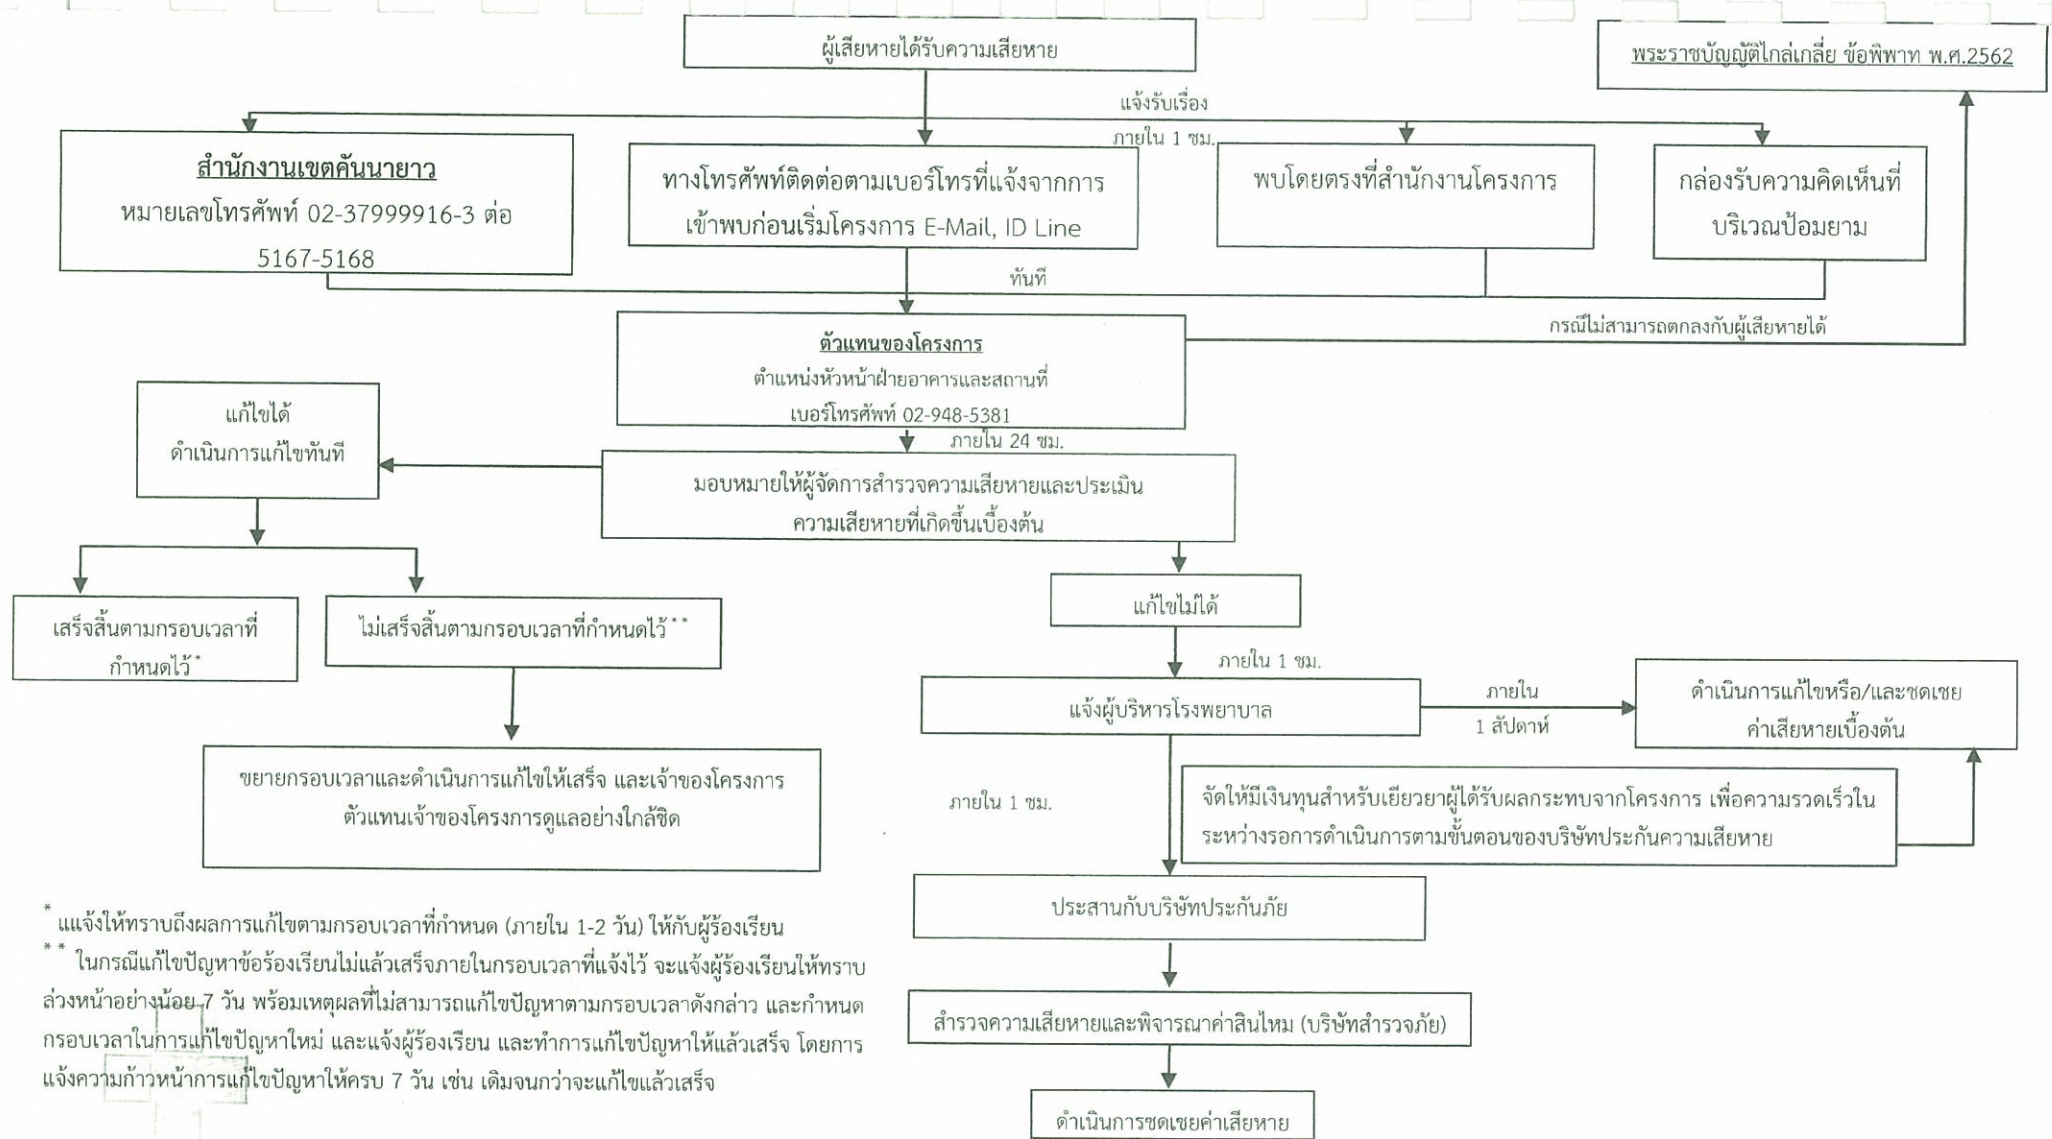 ผู้เสียหายได้รับความเสียหาย
พระราชบัญญัติไกล่เกลี่ย ข้อพิพาท พ.ศ.2562
แจ้งรับเรื่อง
ภายใน 1 ชม.
สำนักงานเขตคันนายาว
หมายเลขโทรศัพท์ 02-37999916-3 ต่อ
5167-5168
ทางโทรศัพท์ติดต่อตามเบอร์โทรที่แจ้งจากการ
เข้าพบก่อนเริ่มโครงการ E-Mail, ID Line
พบโดยตรงที่สำนักงานโครงการ
กล่องรับความคิดเห็นที่
บริเวณป้อมยาม
ทันที
กรณีไม่สามารถตกลงกับผู้เสียหายได้
ตัวแทนของโครงการ
ตำแหน่งหัวหน้าฝ่ายอาคารและสถานที่
เบอร์โทรศัพท์ 02-948-5381
ภายใน 24 ชม.
แก้ไขได้
ดำเนินการแก้ไขทันที
มอบหมายให้ผู้จัดการสำรวจความเสียหายและประเมิน
ความเสียหายที่เกิดขึ้นเบื้องต้น
เสร็จสิ้นตามกรอบเวลาที่
กำหนดไว้*
ไม่เสร็จสิ้นตามกรอบเวลาที่กำหนดไว้**
แก้ไขไม่ได้
ภายใน 1 ชม.
แจ้งผู้บริหารโรงพยาบาล
ภายใน
1 สัปดาห์
ดำเนินการแก้ไขหรือ/และชดเชย
ค่าเสียหายเบื้องต้น
ขยายกรอบเวลาและดำเนินการแก้ไขให้เสร็จ และเจ้าของโครงการ
ตัวแทนเจ้าของโครงการดูแลอย่างใกล้ชิด
ภายใน 1 ชม.
จัดให้มีเงินทุนสำหรับเยียวยาผู้ได้รับผลกระทบจากโครงการ เพื่อความรวดเร็วใน
ระหว่างรอการดำเนินการตามขั้นตอนของบริษัทประกันความเสียหาย
ประสานกับบริษัทประกันภัย
* แแจ้งให้ทราบถึงผลการแก้ไขตามกรอบเวลาที่กำหนด (ภายใน 1-2 วัน) ให้กับผู้ร้องเรียน
** ในกรณีแก้ไขปัญหาข้อร้องเรียนไม่แล้วเสร็จภายในกรอบเวลาที่แจ้งไว้ จะแจ้งผู้ร้องเรียนให้ทราบ
ล่วงหน้าอย่างน้อย 7 วัน พร้อมเหตุผลที่ไม่สามารถแก้ไขปัญหาตามกรอบเวลาดังกล่าว และกำหนด
กรอบเวลาในการแก้ไขปัญหาใหม่ และแจ้งผู้ร้องเรียน และทำการแก้ไขปัญหาให้แล้วเสร็จ โดยการ
แจ้งความก้าวหน้าการแก้ไขปัญหาให้ครบ 7 วัน เช่น เดิมจนกว่าจะแก้ไขแล้วเสร็จ
สำรวจความเสียหายและพิจารณาค่าสินไหม (บริษัทสำรวจภัย)
ดำเนินการชดเชยค่าเสียหาย